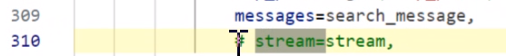 309 messages=search_message,
310 # stream=stream,